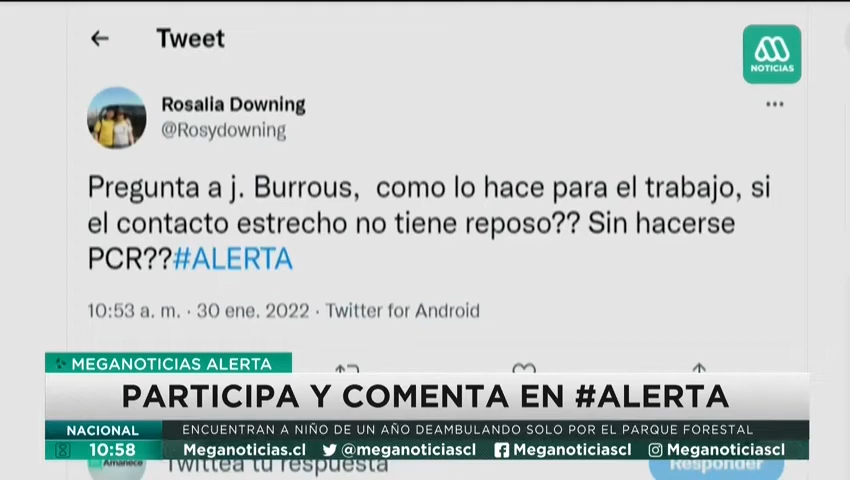 Tweet
NOTICIAS
Rosalia Downing
@Rosydowning
Pregunta a j. Burrous, como lo hace para el trabajo, si
el contacto estrecho no tiene reposo?? Sin hacerse
PCR??#ALERTA
10:53 a. m. · 30 ene. 2022 · Twitter for Android
MEGANOTICIAS ALERTA
PARTICIPA Y COMENTA EN #ALERTA
NACIONAL
ENCUENTRAN A NIÑO DE UN AÑO DEAMBULANDO SOLO POR EL PARQUE FORESTAL
10:58
Meganoticias.cl
@meganoticiascl
Meganoticiascl
Meganoticiascl
Amanece
Twittea tu respuesta
Responder